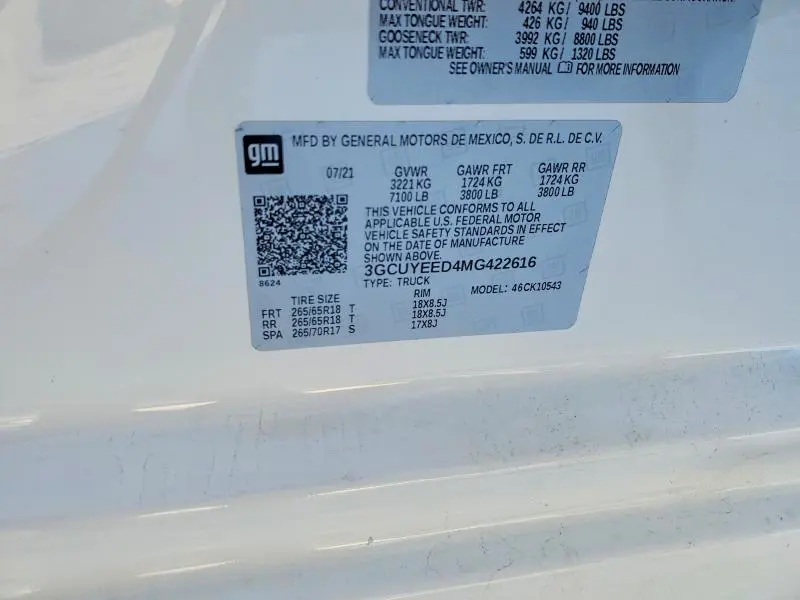 CONVENTIONAL TWR: 4264 KG/ 9400 LBS
MAX TONGUE WEIGHT: 426 KG/ 940 LBS
GOOSENECK TWR: 3992 KG/ 8800 LBS
MAX TONGUE WEIGHT: 599 KG/ 1320 LBS
SEE OWNER'S MANUAL FOR MORE INFORMATION
gm MFD BY GENERAL MOTORS DE MEXICO, S. DE R.L. DE C.V.
07/21 GVWR GAWR FRT GAWR RR
3221 KG 1724 KG 1724 KG
7100 LB 3800 LB 3800 LB
THIS VEHICLE CONFORMS TO ALL
APPLICABLE U.S. FEDERAL MOTOR
VEHICLE SAFETY STANDARDS IN EFFECT
ON THE DATE OF MANUFACTURE
SHOWN ABOVE.
3GCUYEED4MG422616
8624 TYPE: TRUCK MODEL: 46CK10543
TIRE SIZE RIM
FRT 265/65R18 T 18X8.5J
RR 265/65R18 T 18X8.5J
SPA 265/70R17 S 17X8J